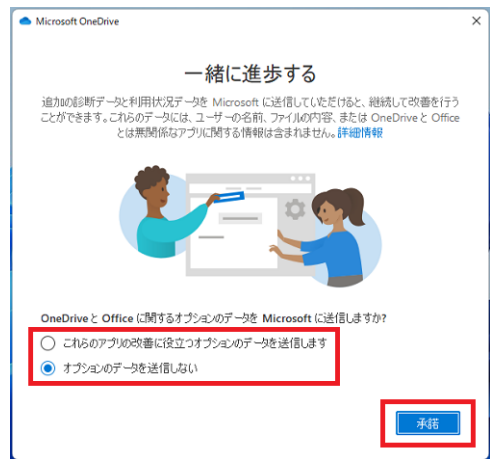 Microsoft OneDrive
一緒に進歩する
追加の診断データと利用状況データを Microsoft に送信していただけると、継続して改善を行う
ことができます。これらのデータには、ユーザーの名前、ファイルの内容、または OneDrive と Office
とは無関係なアプリに関する情報は含まれません。詳細情報
OneDrive と Office に関するオプションのデータを Microsoft に送信しますか?
これらのアプリの改善に役立つオプションのデータを送信します
オプションのデータを送信しない
承諾